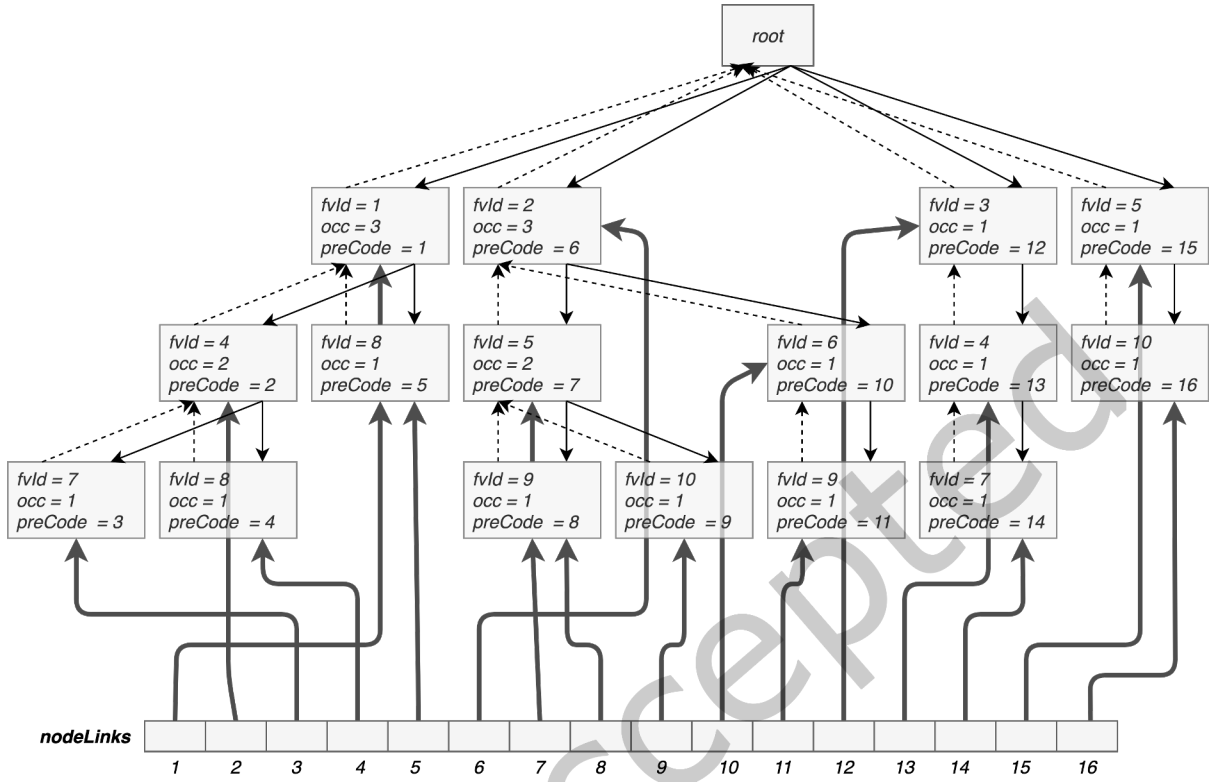 root
fvId = 1
occ = 3
preCode = 1
fvId = 2
occ = 3
preCode = 6
fvId = 3
occ = 1
preCode = 12
fvId = 5
occ = 1
preCode = 15
fvId = 4
occ = 2
preCode = 2
fvId = 8
occ = 1
preCode = 5
fvId = 5
occ = 2
preCode = 7
fvId = 6
occ = 1
preCode = 10
fvId = 4
occ = 1
preCode = 13
fvId = 10
occ = 1
preCode = 16
fvId = 7
occ = 1
preCode = 3
fvId = 8
occ = 1
preCode = 4
fvId = 9
occ = 1
preCode = 8
fvId = 10
occ = 1
preCode = 9
fvId = 9
occ = 1
preCode = 11
fvId = 7
occ = 1
preCode = 14
nodeLinks
1 2 3 4 5 6 7 8 9 10 11 12 13 14 15 16
ccepted